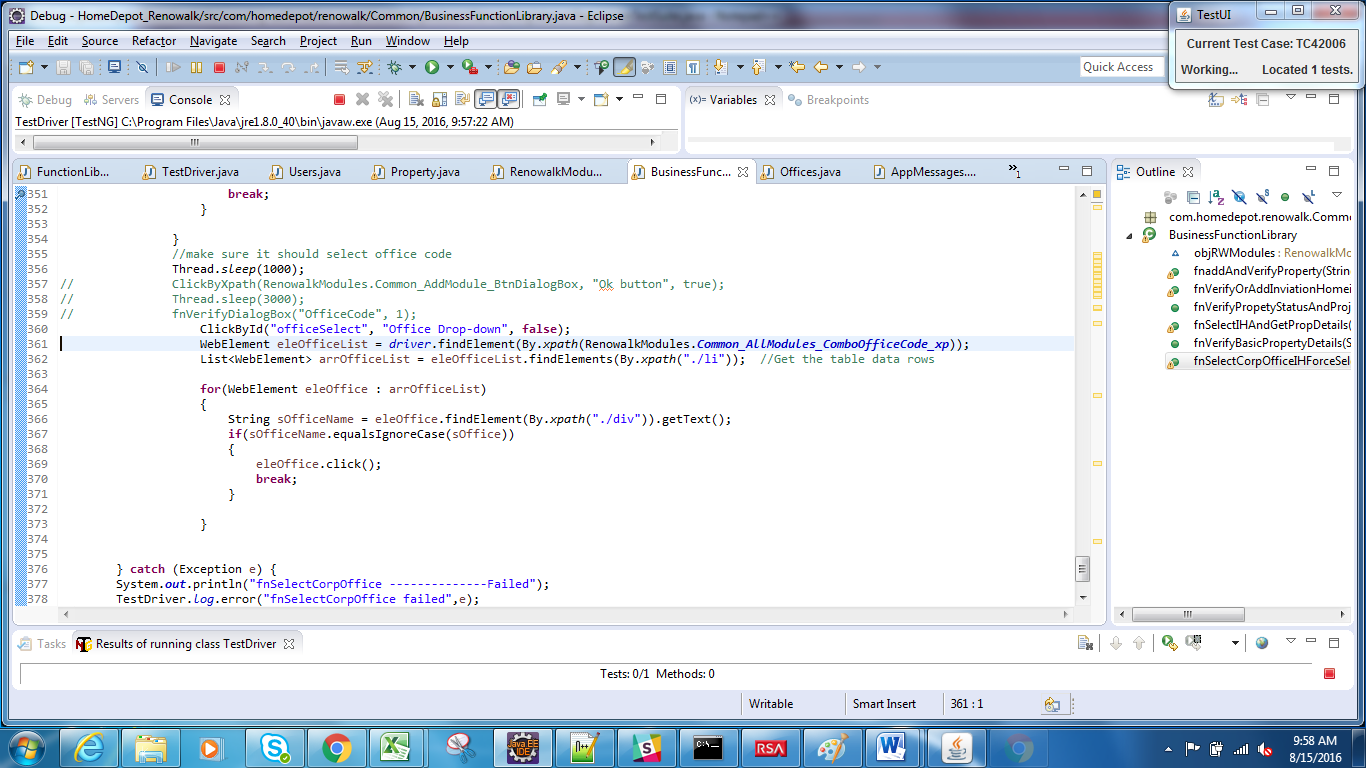 Debug - HomeDepot_Renowalk/src/com/homedepot/renowalk/Common/BusinessFunctionLibrary.java - Eclipse
TestUI
Current Test Case: TC42006
Working... Located 1 tests.
File Edit Source Refactor Navigate Search Project Run Window Help
Quick Access
Debug Servers Console
(x)= Variables Breakpoints
TestDriver [TestNG] C:\Program Files\Java\jre1.8.0_40\bin\javaw.exe (Aug 15, 2016, 9:57:22 AM)
FunctionLib... TestDriver.java Users.java Property.java RenowalkModu... BusinessFunc... Offices.java AppMessages.... »1
Outline
351 break;
352 }
353
354 }
355 //make sure it should select office code
356 Thread.sleep(1000);
357 // ClickByXpath(RenowalkModules.Common_AddModule_BtnDialogBox, "Ok button", true);
358 // Thread.sleep(3000);
359 // fnVerifyDialogBox("OfficeCode", 1);
360 ClickById("officeSelect", "Office Drop-down", false);
361 WebElement eleOfficeList = driver.findElement(By.xpath(RenowalkModules.Common_AllModules_ComboOfficeCode_xp));
362 List<WebElement> arrOfficeList = eleOfficeList.findElements(By.xpath("./li")); //Get the table data rows
363
364 for(WebElement eleOffice : arrOfficeList)
365 {
366 String sOfficeName = eleOffice.findElement(By.xpath("./div")).getText();
367 if(sOfficeName.equalsIgnoreCase(sOffice))
368 {
369 eleOffice.click();
370 break;
371 }
372
373 }
374
375
376 } catch (Exception e) {
377 System.out.println("fnSelectCorpOffice --------------Failed");
378 TestDriver.log.error("fnSelectCorpOffice failed",e);
com.homedepot.renowalk.Commo
BusinessFunctionLibrary
objRWModules : RenowalkMo
fnaddAndVerifyProperty(String
fnVerifyOrAddInviationHomei
fnVerifyPropetyStatusAndProj
fnSelectIHAndGetPropDetails(
fnVerifyBasicPropertyDetails(S
fnSelectCorpOfficeIHForceSel
Tasks Results of running class TestDriver
Tests: 0/1 Methods: 0
Writable Smart Insert 361 : 1
Java EE
IDE
C:\
RSA
9:58 AM
8/15/2016